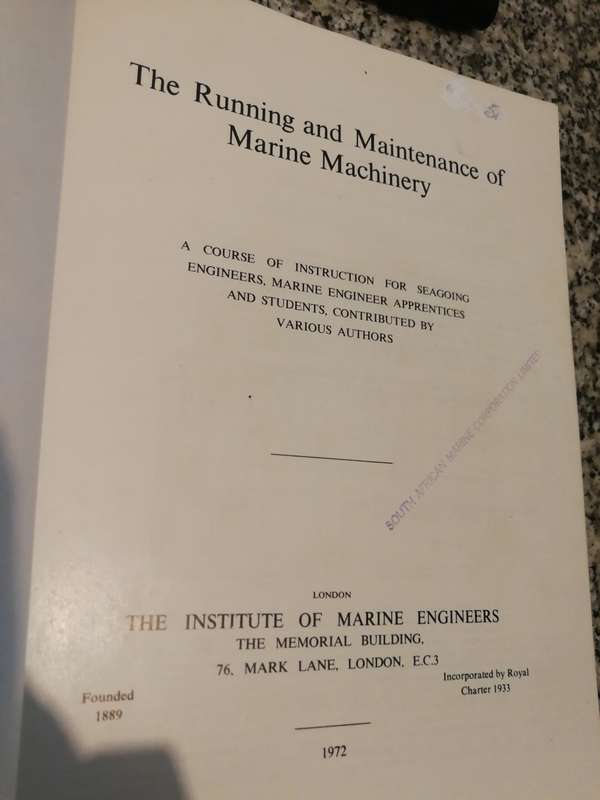 The Running and Maintenance of
Marine Machinery
A COURSE OF INSTRUCTION FOR SEAGOING
ENGINEERS, MARINE ENGINEER APPRENTICES
AND STUDENTS, CONTRIBUTED BY
VARIOUS AUTHORS
SOUTH AFRICAN MARINE CORPORATION LIMITED
LONDON
THE INSTITUTE OF MARINE ENGINEERS
THE MEMORIAL BUILDING,
76, MARK LANE, LONDON, E.C.3
Founded
1889
Incorporated by Royal
Charter 1933
1972